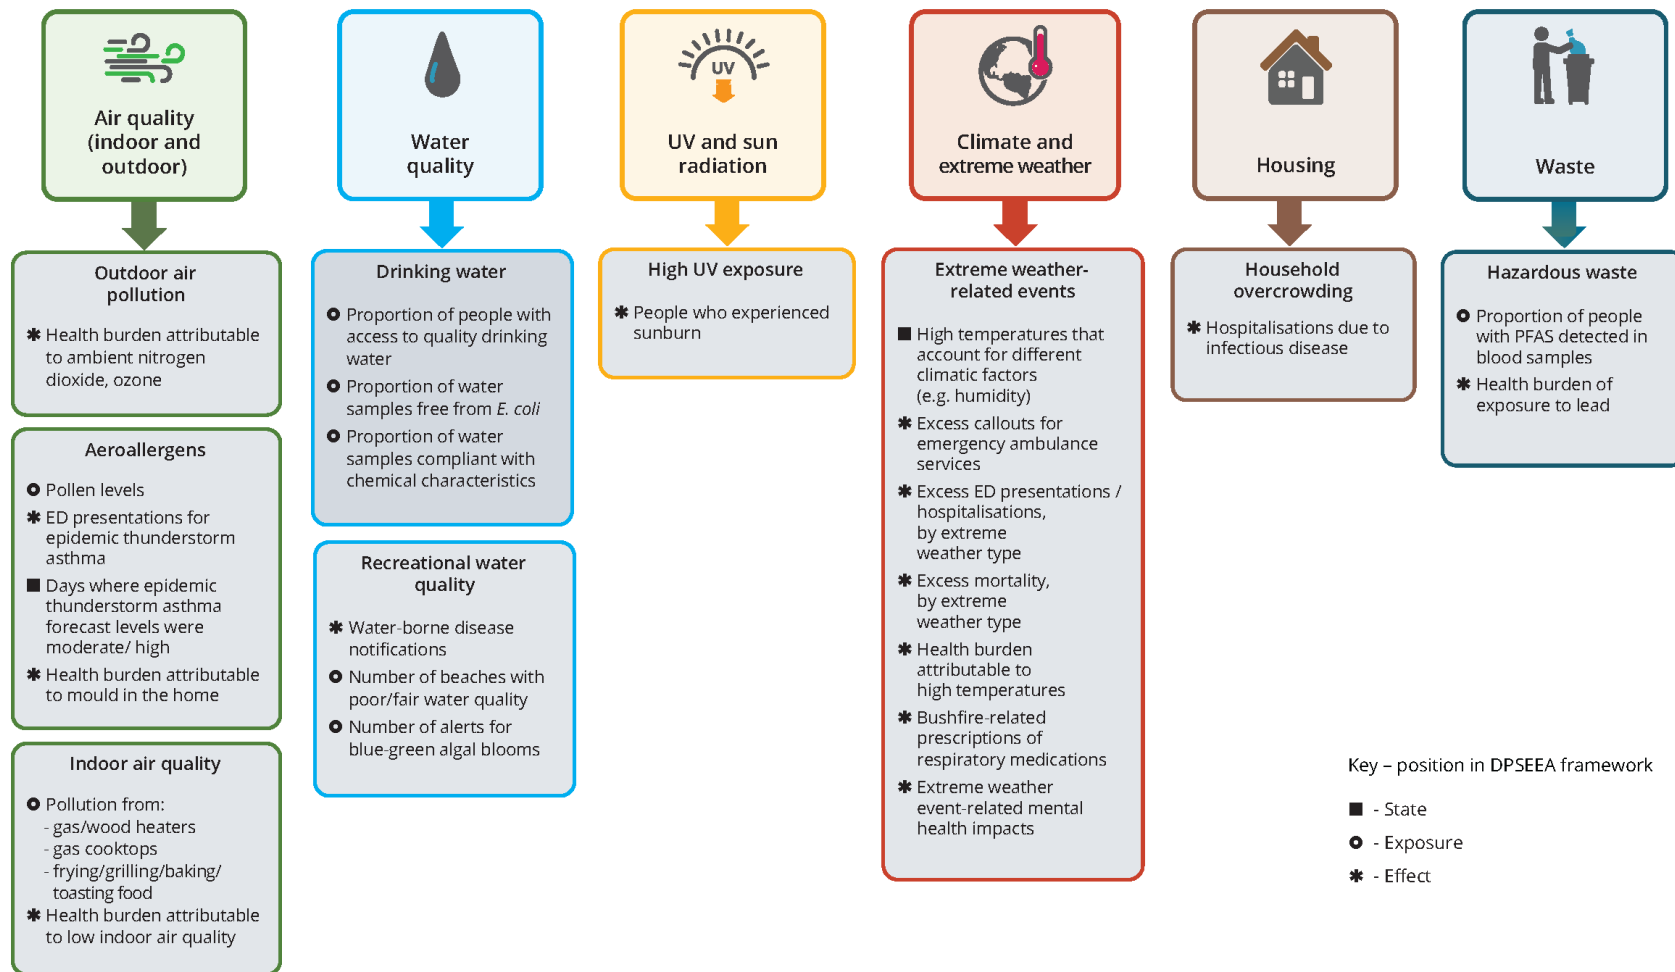 Air quality
(indoor and
outdoor)
Outdoor air
pollution
✱ Health burden attributable
to ambient nitrogen
dioxide, ozone
Aeroallergens
Pollen levels
✱ ED presentations for
epidemic thunderstorm
asthma
■ Days where epidemic
thunderstorm asthma
forecast levels were
moderate/ high
✱ Health burden attributable
to mould in the home
Indoor air quality
Pollution from:
- gas/wood heaters
- gas cooktops
- frying/grilling/baking/
toasting food
✱ Health burden attributable
to low indoor air quality
Water
quality
Drinking water
Proportion of people with
access to quality drinking
water
Proportion of water
samples free from E. coli
Proportion of water
samples compliant with
chemical characteristics
Recreational water
quality
✱ Water-borne disease
notifications
Number of beaches with
poor/fair water quality
Number of alerts for
blue-green algal blooms
UV
UV and sun
radiation
High UV exposure
✱ People who experienced
sunburn
Climate and
extreme weather
Extreme weather-
related events
■ High temperatures that
account for different
climatic factors
(e.g. humidity)
✱ Excess callouts for
emergency ambulance
services
✱ Excess ED presentations /
hospitalisations,
by extreme
weather type
✱ Excess mortality,
by extreme
weather type
✱ Health burden
attributable to
high temperatures
✱ Bushfire-related
prescriptions of
respiratory medications
✱ Extreme weather
event-related mental
health impacts
Housing
Household
overcrowding
✱ Hospitalisations due to
infectious disease
Waste
Hazardous waste
Proportion of people
with PFAS detected in
blood samples
✱ Health burden of
exposure to lead
Key – position in DPSEEA framework
■ - State
- Exposure
✱ - Effect